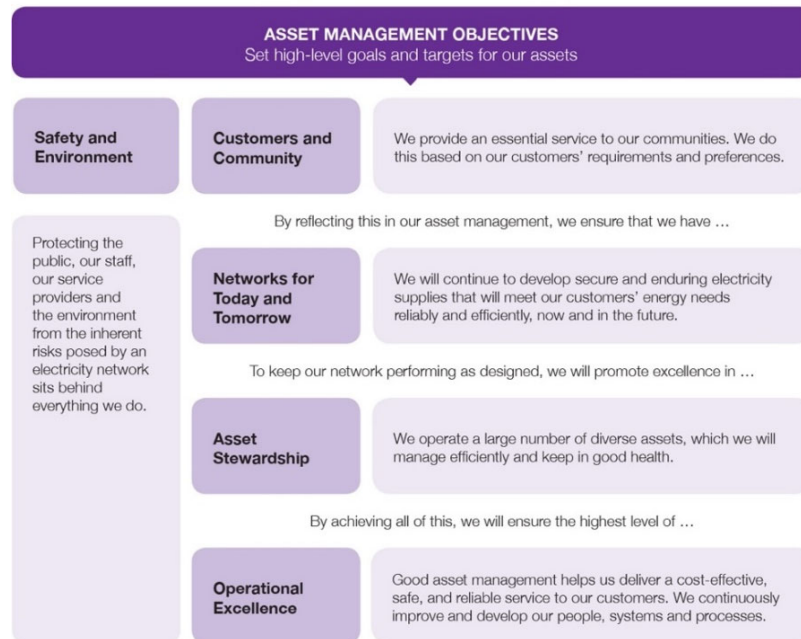 ASSET MANAGEMENT OBJECTIVES
Set high-level goals and targets for our assets
Safety and
Environment
Protecting the
public, our staff,
our service
providers and
the environment
from the inherent
risks posed by an
electricity network
sits behind
everything we do.
Customers and
Community
We provide an essential service to our communities. We do
this based on our customers' requirements and preferences.
By reflecting this in our asset management, we ensure that we have …
Networks for
Today and
Tomorrow
We will continue to develop secure and enduring electricity
supplies that will meet our customers' energy needs
reliably and efficiently, now and in the future.
To keep our network performing as designed, we will promote excellence in …
Asset
Stewardship
We operate a large number of diverse assets, which we will
manage efficiently and keep in good health.
By achieving all of this, we will ensure the highest level of …
Operational
Excellence
Good asset management helps us deliver a cost-effective,
safe, and reliable service to our customers. We continuously
improve and develop our people, systems and processes.